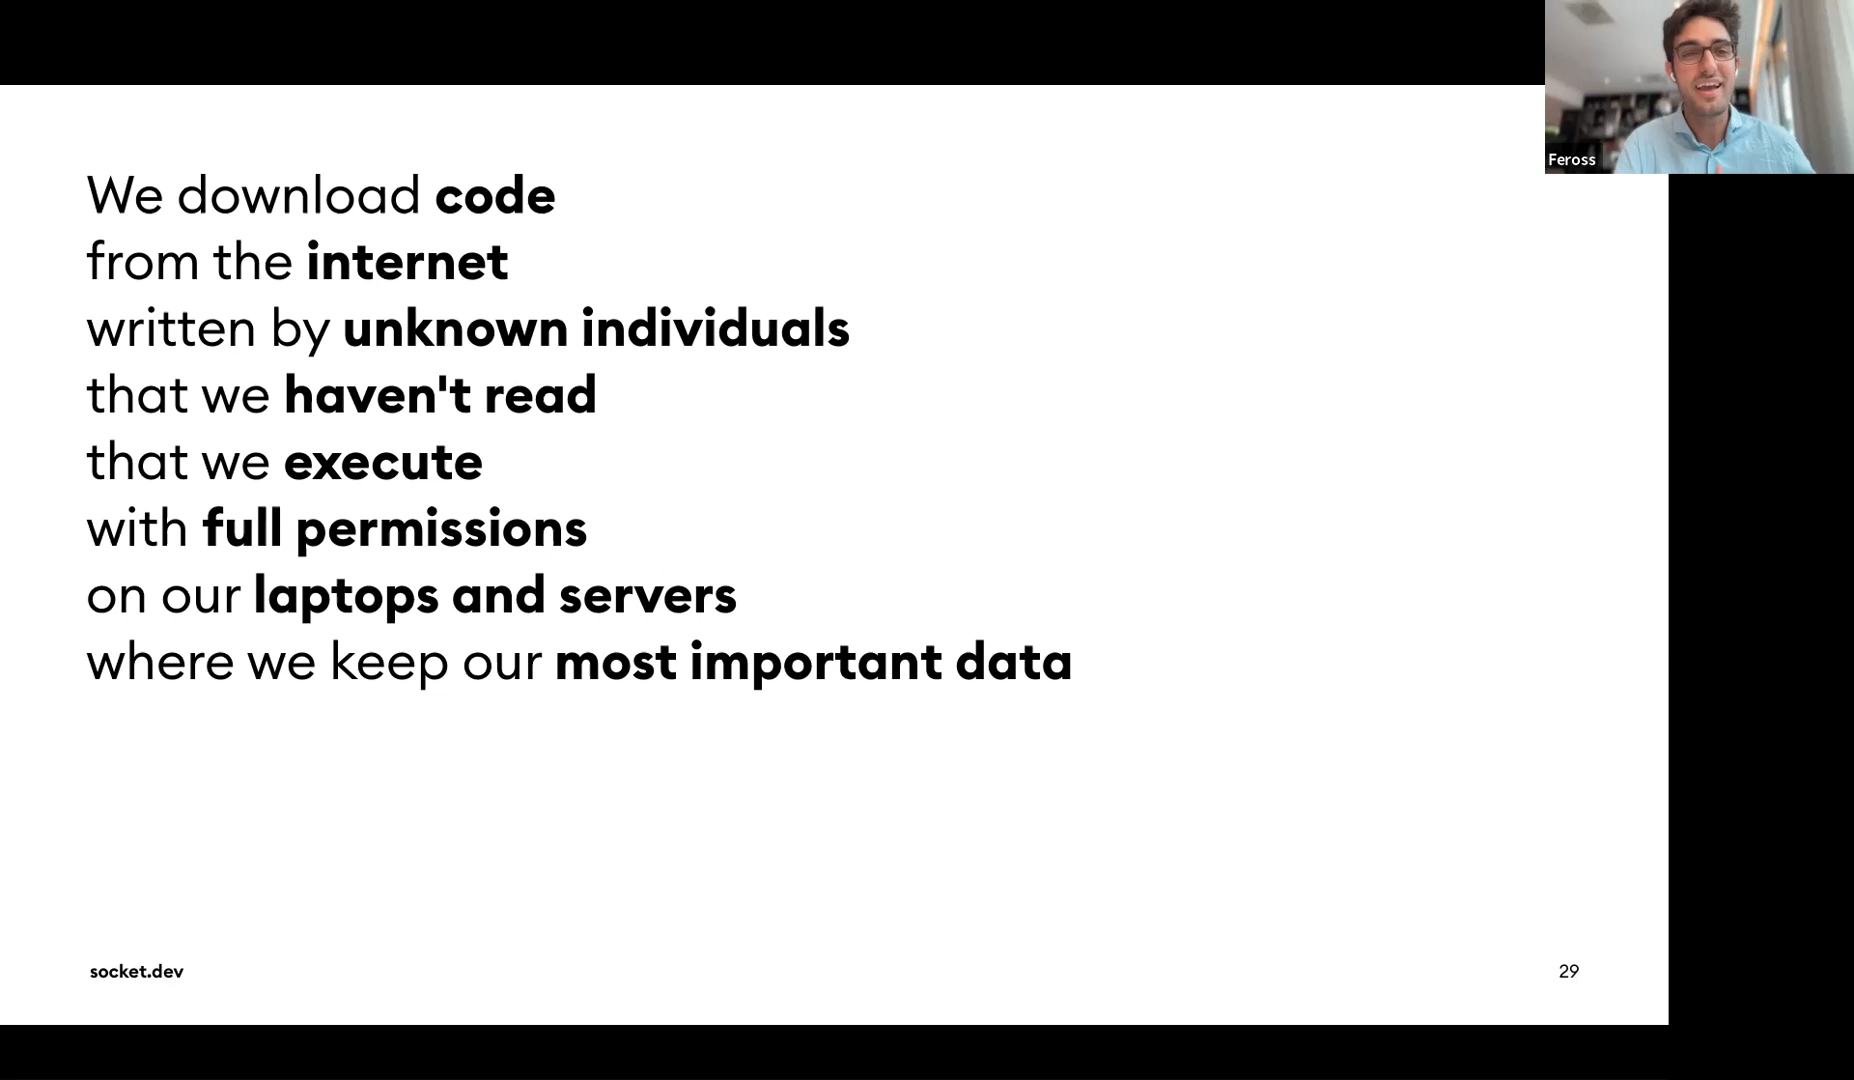 We download code
from the internet
written by unknown individuals
that we haven't read
that we execute
with full permissions
on our laptops and servers
where we keep our most important data
socket.dev
29
Feross